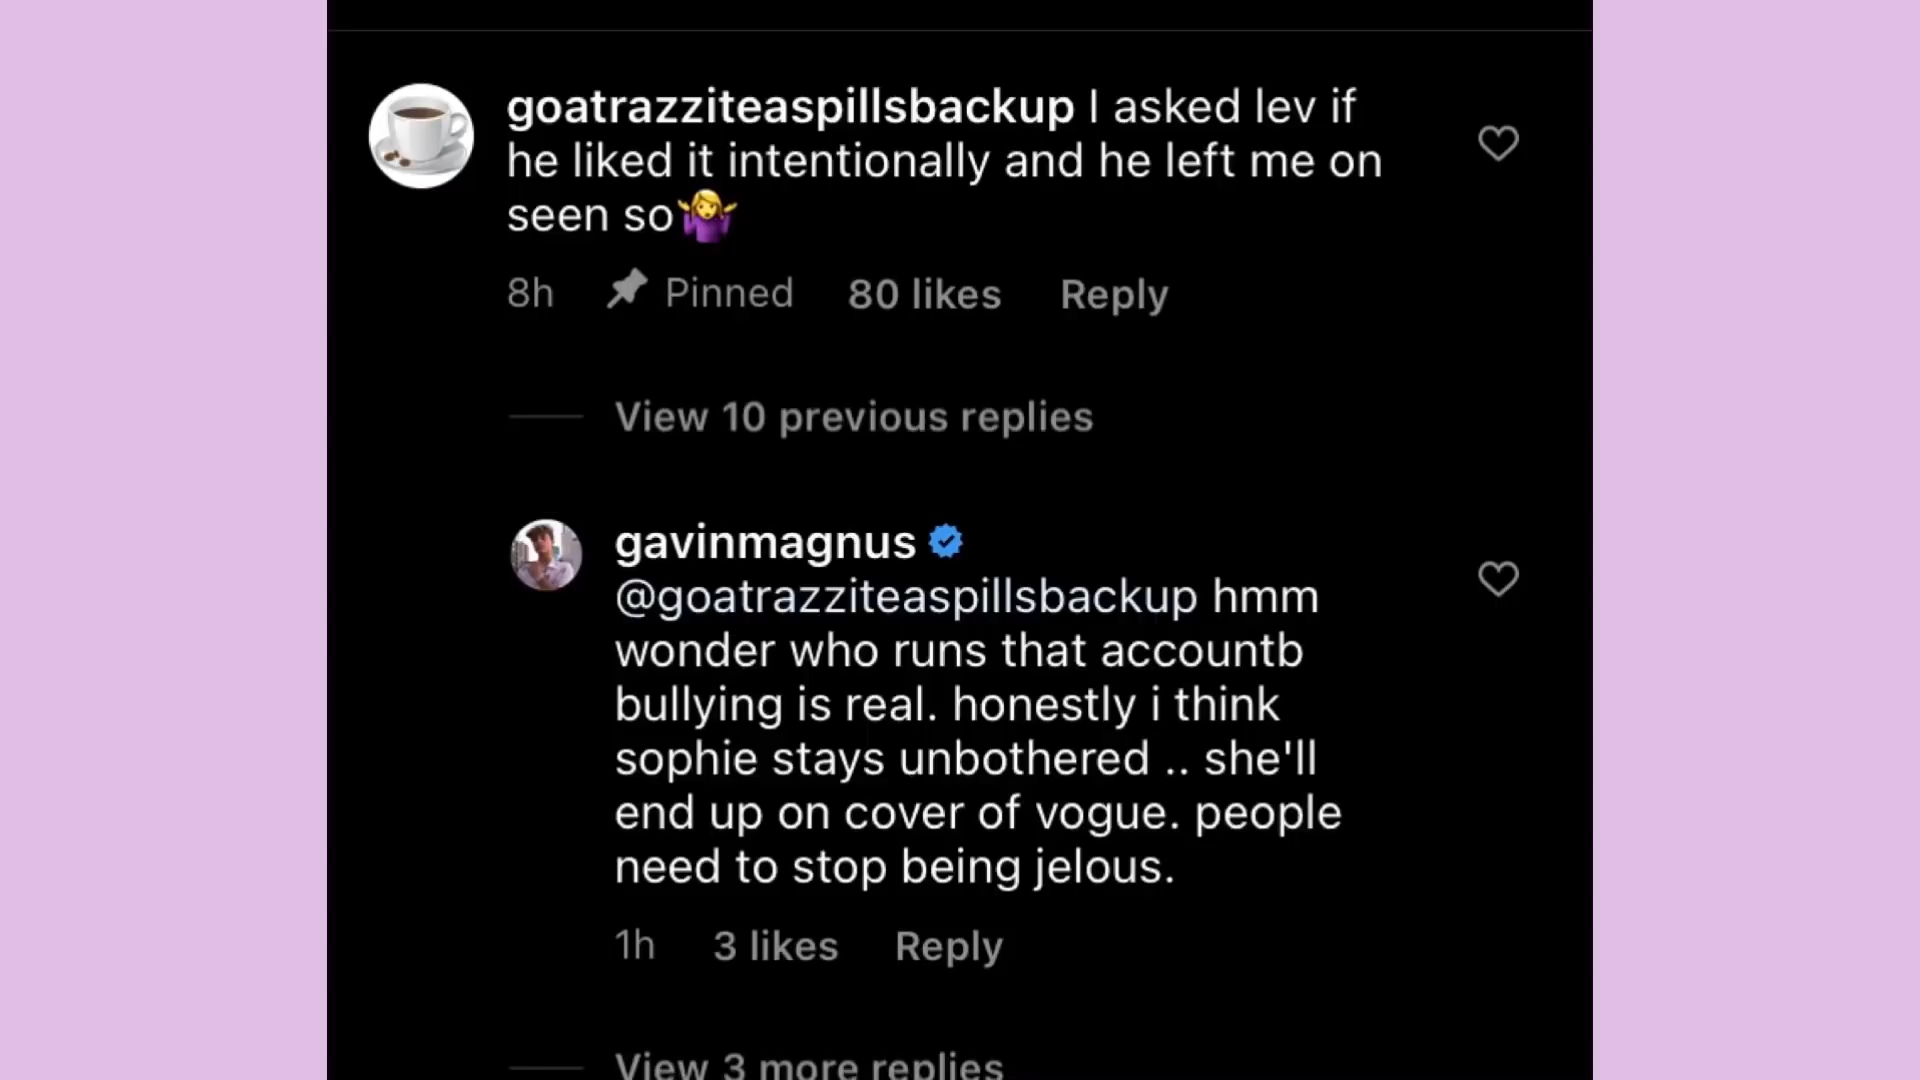 goatrazziteaspillsbackup I asked lev if
he liked it intentionally and he left me on
seen so🤷‍♀️
8h Pinned 80 likes Reply
View 10 previous replies
gavinmagnus
@goatrazziteaspillsbackup hmm
wonder who runs that accountb
bullying is real. honestly i think
sophie stays unbothered .. she'll
end up on cover of vogue. people
need to stop being jelous.
1h 3 likes Reply
View 3 more replies